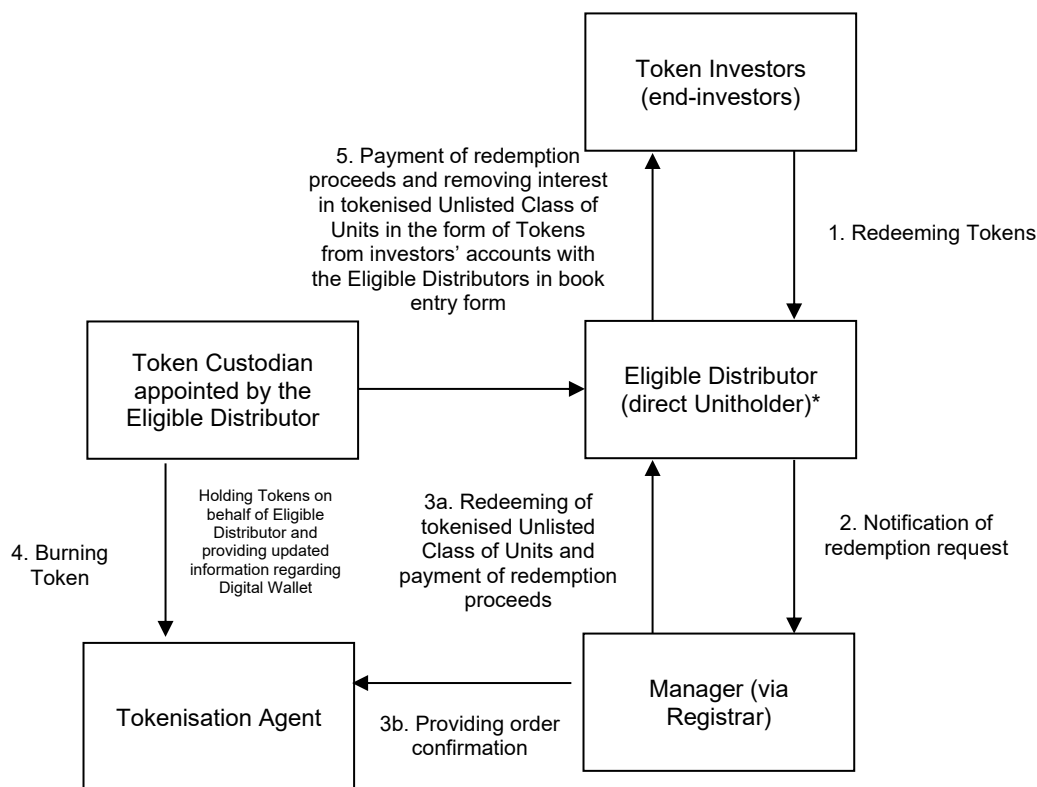 Token Investors
(end-investors)
5. Payment of redemption
proceeds and removing interest
in tokenised Unlisted Class of
Units in the form of Tokens
from investors’ accounts with
the Eligible Distributors in book
entry form
1. Redeeming Tokens
Token Custodian
appointed by the
Eligible Distributor
Eligible Distributor
(direct Unitholder)*
4. Burning
Token
Holding Tokens on
behalf of Eligible
Distributor and
providing updated
information regarding
Digital Wallet
3a. Redeeming of
tokenised Unlisted
Class of Units and
payment of redemption
proceeds
2. Notification of
redemption request
Tokenisation Agent
3b. Providing order
confirmation
Manager (via
Registrar)